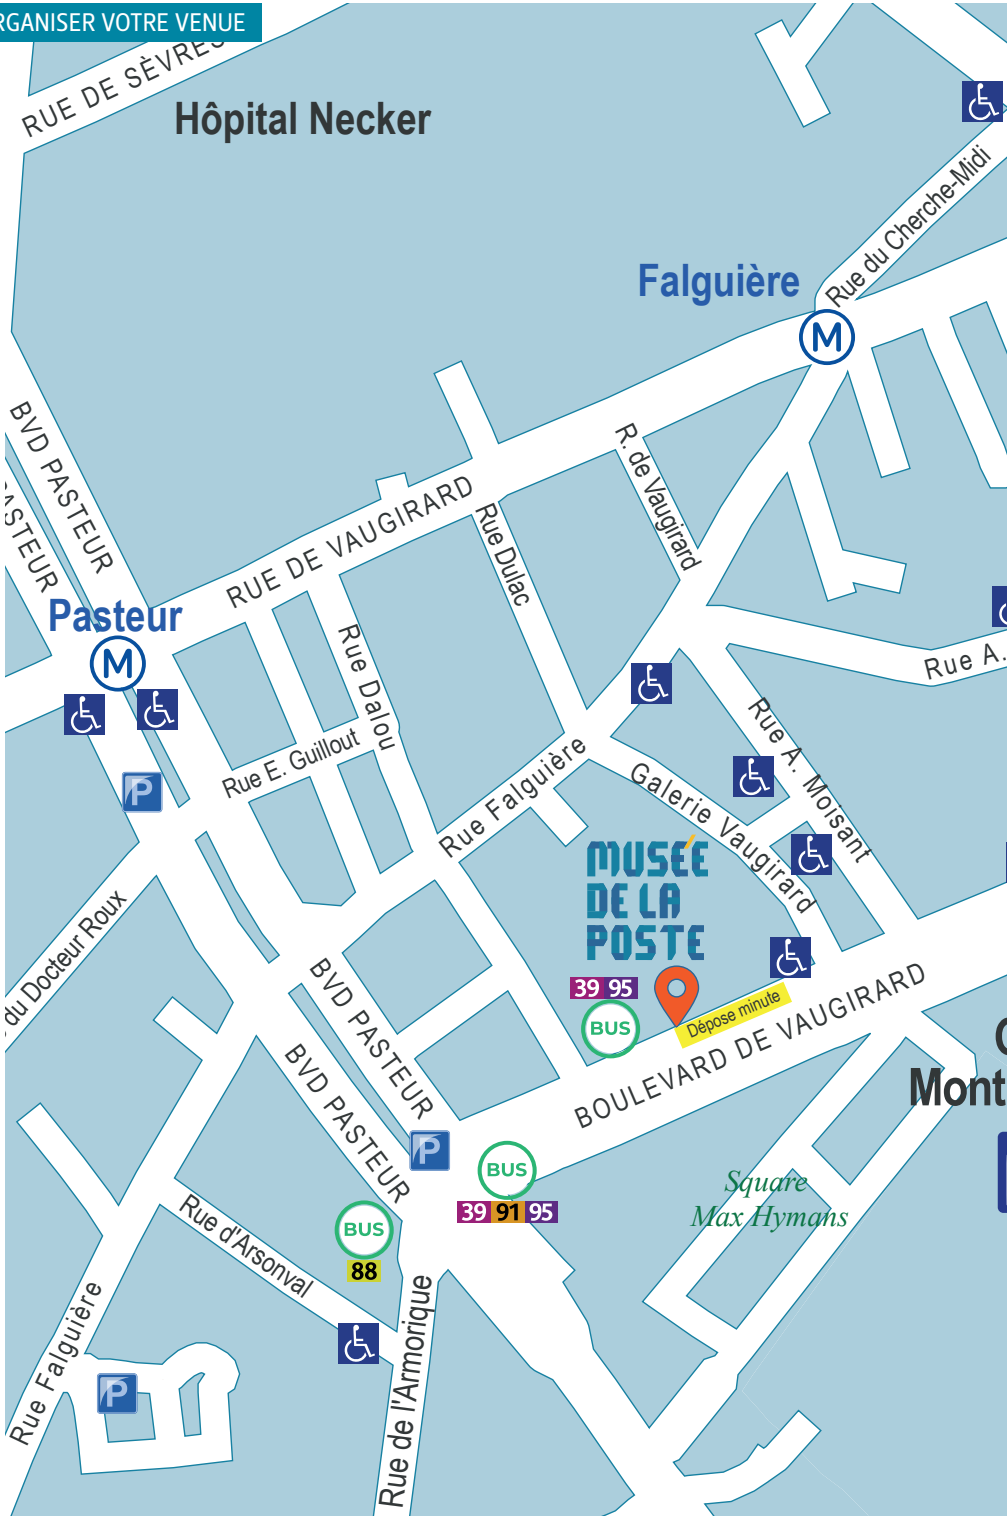 RGANISER VOTRE VENUE
RUE DE SÈVRES
Hôpital Necker
Rue du Cherche-Midi
Falguière
M
BVD PASTEUR
PASTEUR
RUE DE VAUGIRARD
R. de Vaugirard
Rue Dulac
Pasteur
M
Rue Dalou
Rue A.
Rue E. Guillout
P
Rue Falguière
Rue A. Moisant
Galerie Vaugirard
MUSÉE
DE LA
POSTE
du Docteur Roux
39 95
BUS
Dépose minute
BOULEVARD DE VAUGIRARD
BVD PASTEUR
BVD PASTEUR
Mont
P
BUS
39 91 95
Square
Max Hymans
BUS
88
Rue d'Arsonval
Rue Falguière
P
Rue de l'Armorique